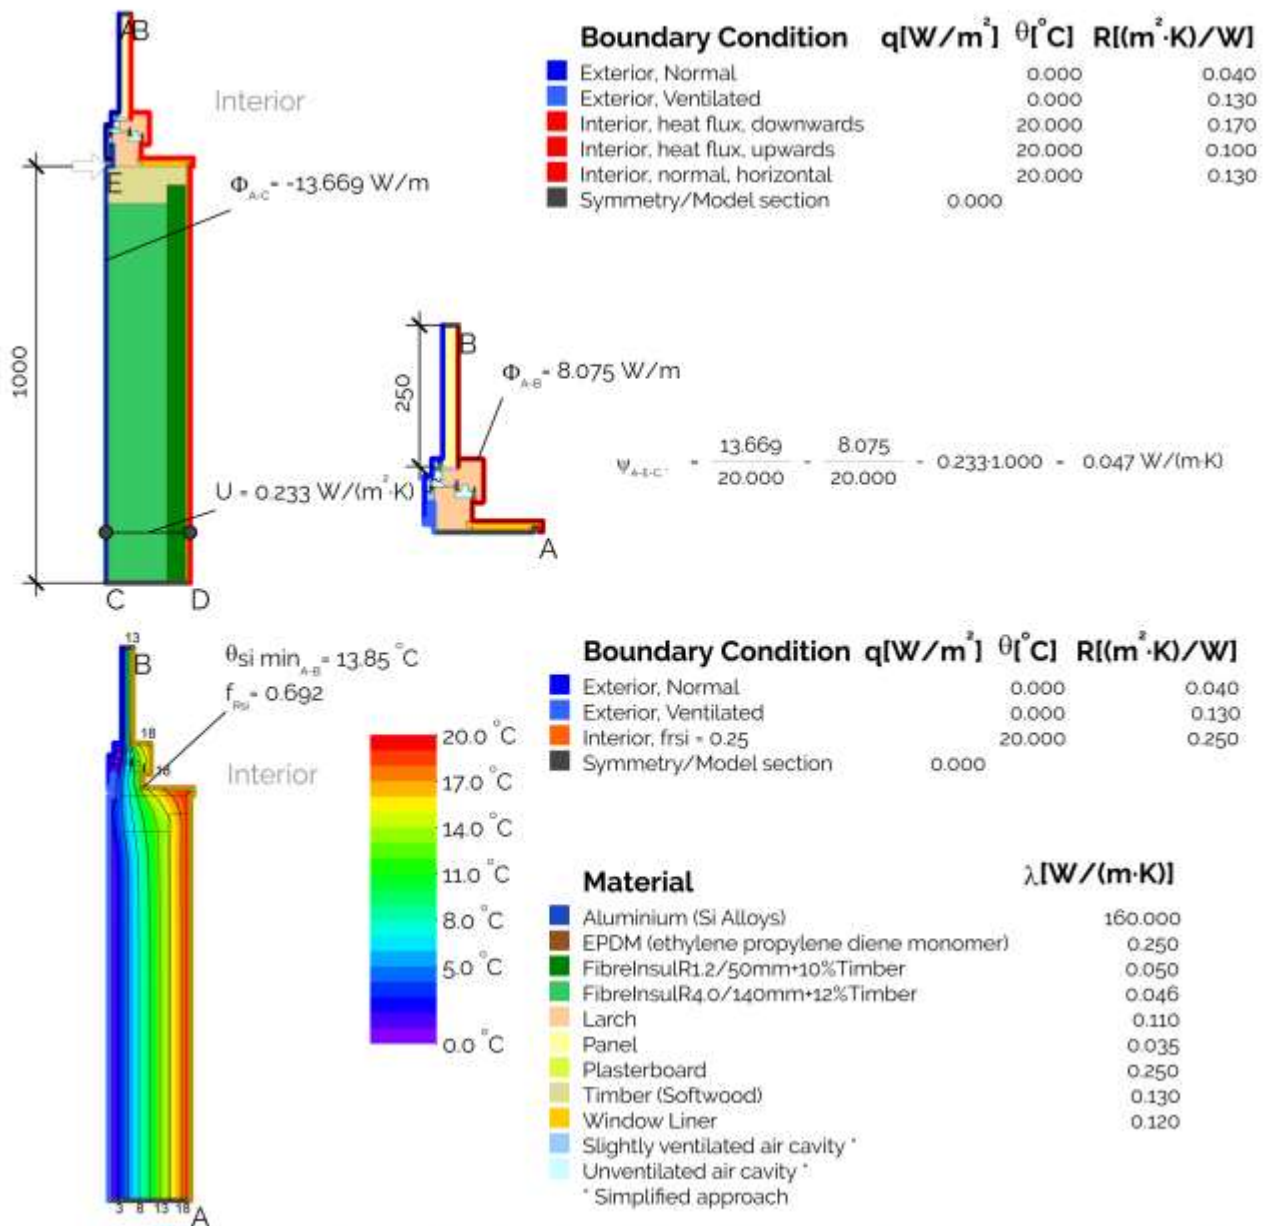 A B
Interior
E
ΦA-C= -13.669 W/m
1000
U = 0.233 W/(m²·K)
C D
Boundary Condition q[W/m²] θ[°C] R[(m²·K)/W]
Exterior, Normal 0.000 0.040
Exterior, Ventilated 0.000 0.130
Interior, heat flux, downwards 20.000 0.170
Interior, heat flux, upwards 20.000 0.100
Interior, normal, horizontal 20.000 0.130
Symmetry/Model section 0.000
B
250
ΦA-B= 8.075 W/m
A
ψA-E-C, = 13.669 / 20.000 - 8.075 / 20.000 - 0.233·1.000 = 0.047 W/(m·K)
13
B
θsi minA-B= 13.85 °C
fRsi= 0.692
18
16
Interior
3 8 13 18
A
20.0 °C
17.0 °C
14.0 °C
11.0 °C
8.0 °C
5.0 °C
0.0 °C
Boundary Condition q[W/m²] θ[°C] R[(m²·K)/W]
Exterior, Normal 0.000 0.040
Exterior, Ventilated 0.000 0.130
Interior, frsi = 0.25 20.000 0.250
Symmetry/Model section 0.000
Material λ[W/(m·K)]
Aluminium (Si Alloys) 160.000
EPDM (ethylene propylene diene monomer) 0.250
FibreInsulR1.2/50mm+10%Timber 0.050
FibreInsulR4.0/140mm+12%Timber 0.046
Larch 0.110
Panel 0.035
Plasterboard 0.250
Timber (Softwood) 0.130
Window Liner 0.120
Slightly ventilated air cavity *
Unventilated air cavity *
* Simplified approach